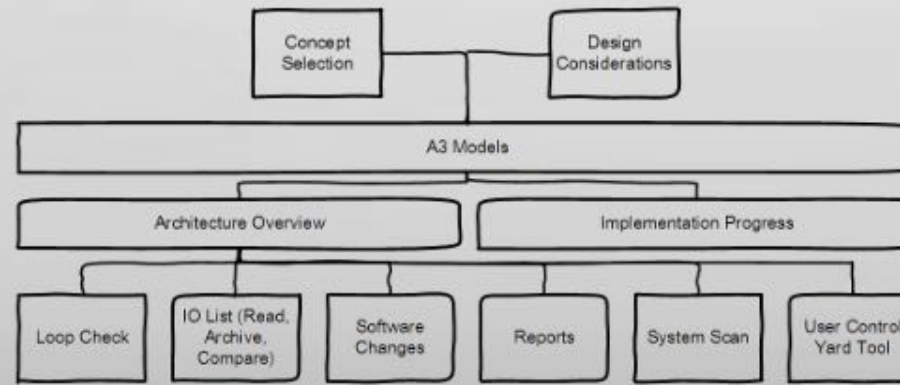 Concept
Selection
Design
Considerations
A3 Models
Architecture Overview
Implementation Progress
Loop Check
IO List (Read,
Archive,
Compare)
Software
Changes
Reports
System Scan
User Control
Yard Tool